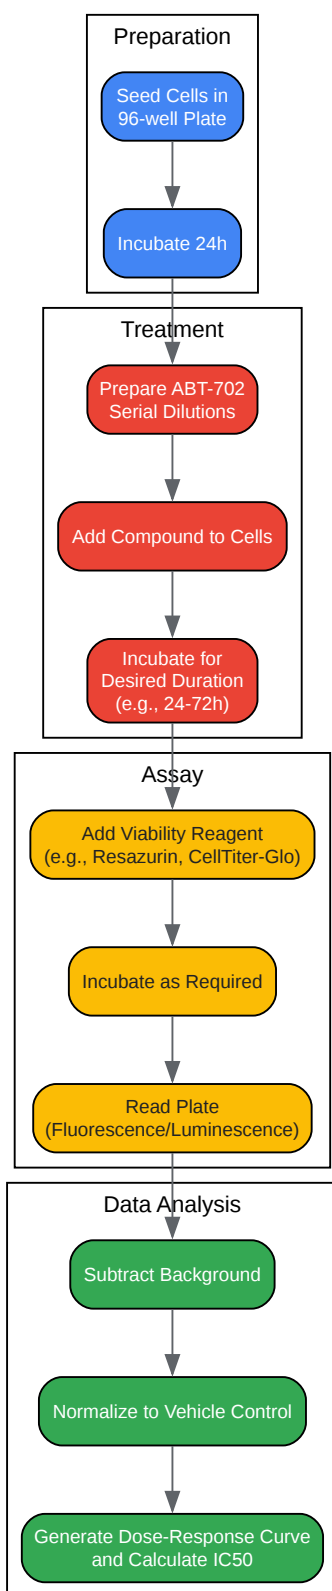 Preparation
Seed Cells in
96-well Plate
Incubate 24h
Treatment
Prepare ABT-702
Serial Dilutions
Add Compound to Cells
Incubate for
Desired Duration
(e.g., 24-72h)
Assay
Add Viability Reagent
(e.g., Resazurin, CellTiter-Glo)
Incubate as Required
Read Plate
(Fluorescence/Luminescence)
Data Analysis
Subtract Background
Normalize to Vehicle Control
Generate Dose-Response Curve
and Calculate IC50